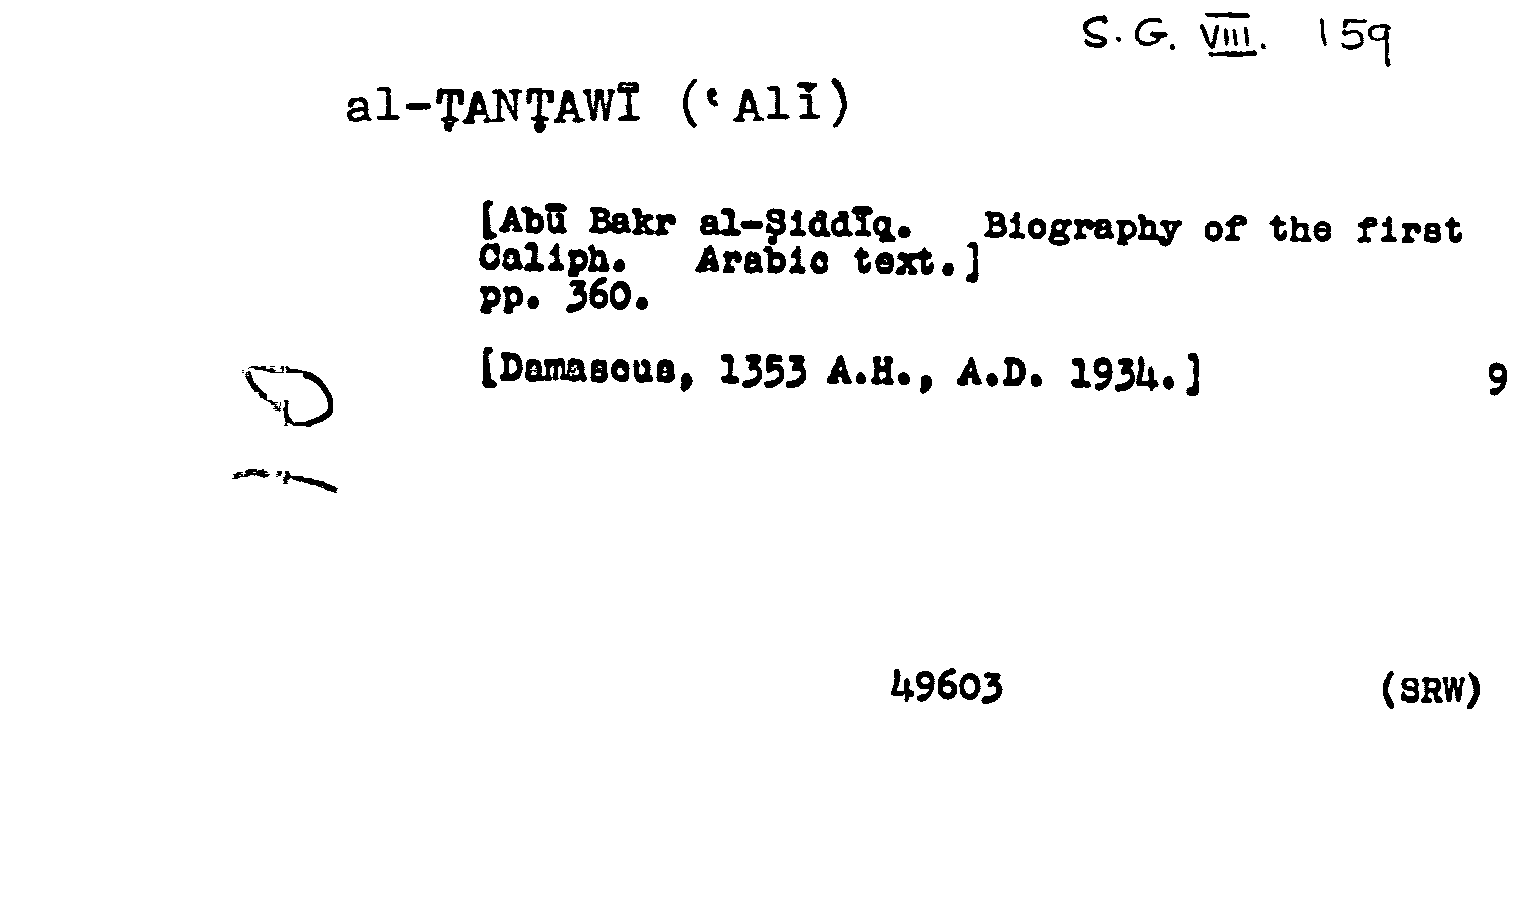 S. G. VIII. 159
al-ṬANṬAWĪ (ʿAlī)
[Abū Bakr al-Ṣiddīq. Biography of the first
Caliph. Arabic text.]
pp. 360.
[Damascus, 1353 A.H., A.D. 1934.] 9
49603 (SRW)